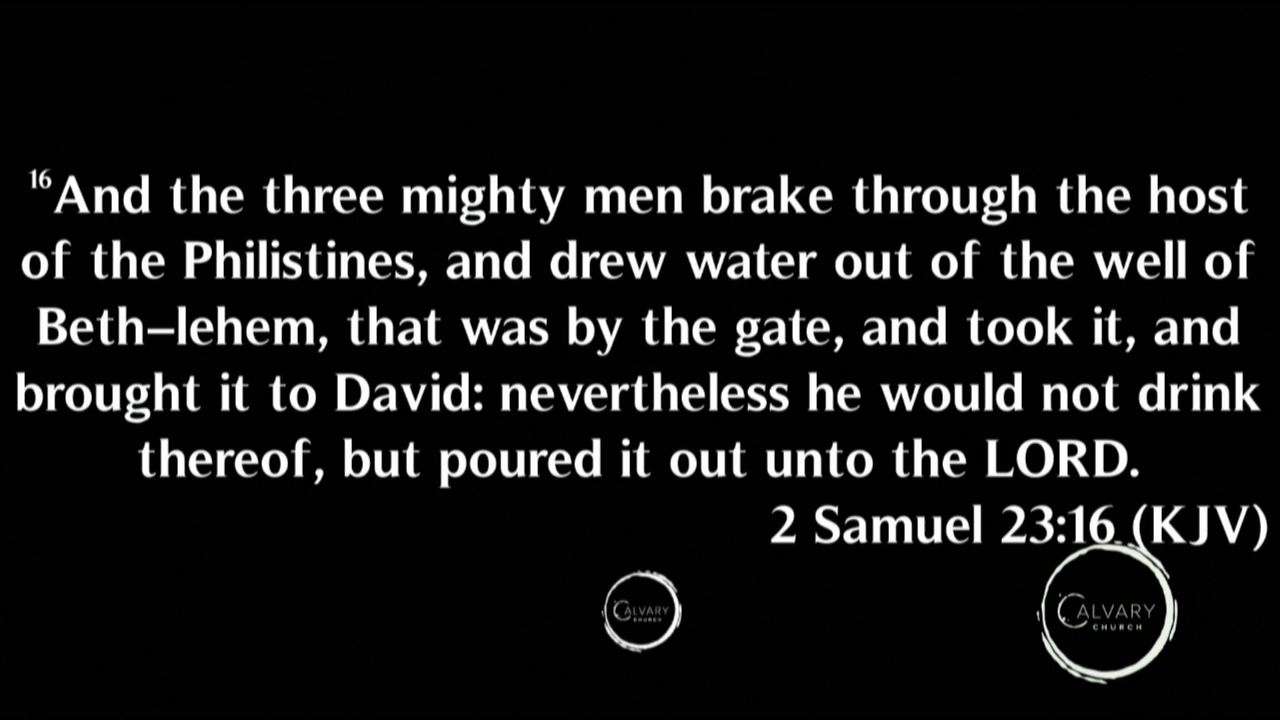 16 And the three mighty men brake through the host
of the Philistines, and drew water out of the well of
Beth–lehem, that was by the gate, and took it, and
brought it to David: nevertheless he would not drink
thereof, but poured it out unto the LORD.
2 Samuel 23:16 (KJV)
CALVARY
CHURCH
CALVARY
CHURCH